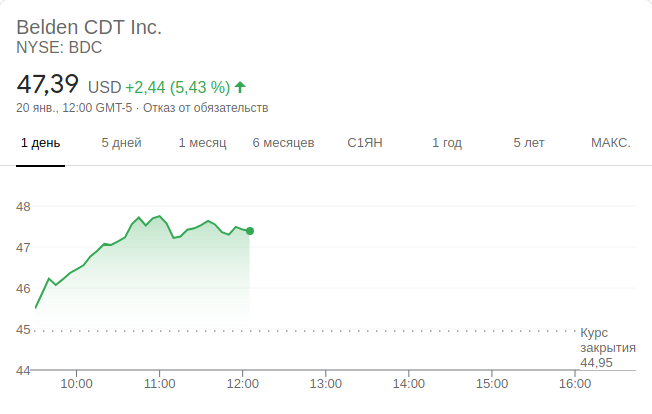 Belden CDT Inc.
NYSE: BDC
47,39 USD +2,44 (5,43 %)
20 янв., 12:00 GMT-5 · Отказ от обязательств
1 день 5 дней 1 месяц 6 месяцев С1ЯН 1 год 5 лет МАКС.
48
47
46
45
44
Курс
закрытия
44,95
10:00 11:00 12:00 13:00 14:00 15:00 16:00